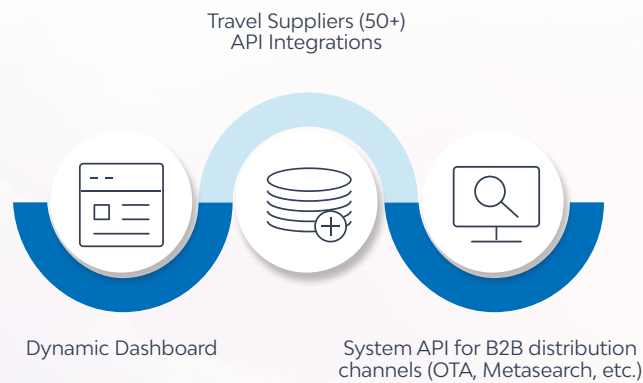 Travel Suppliers (50+)
API Integrations
Dynamic Dashboard
System API for B2B distribution
channels (OTA, Metasearch, etc.)